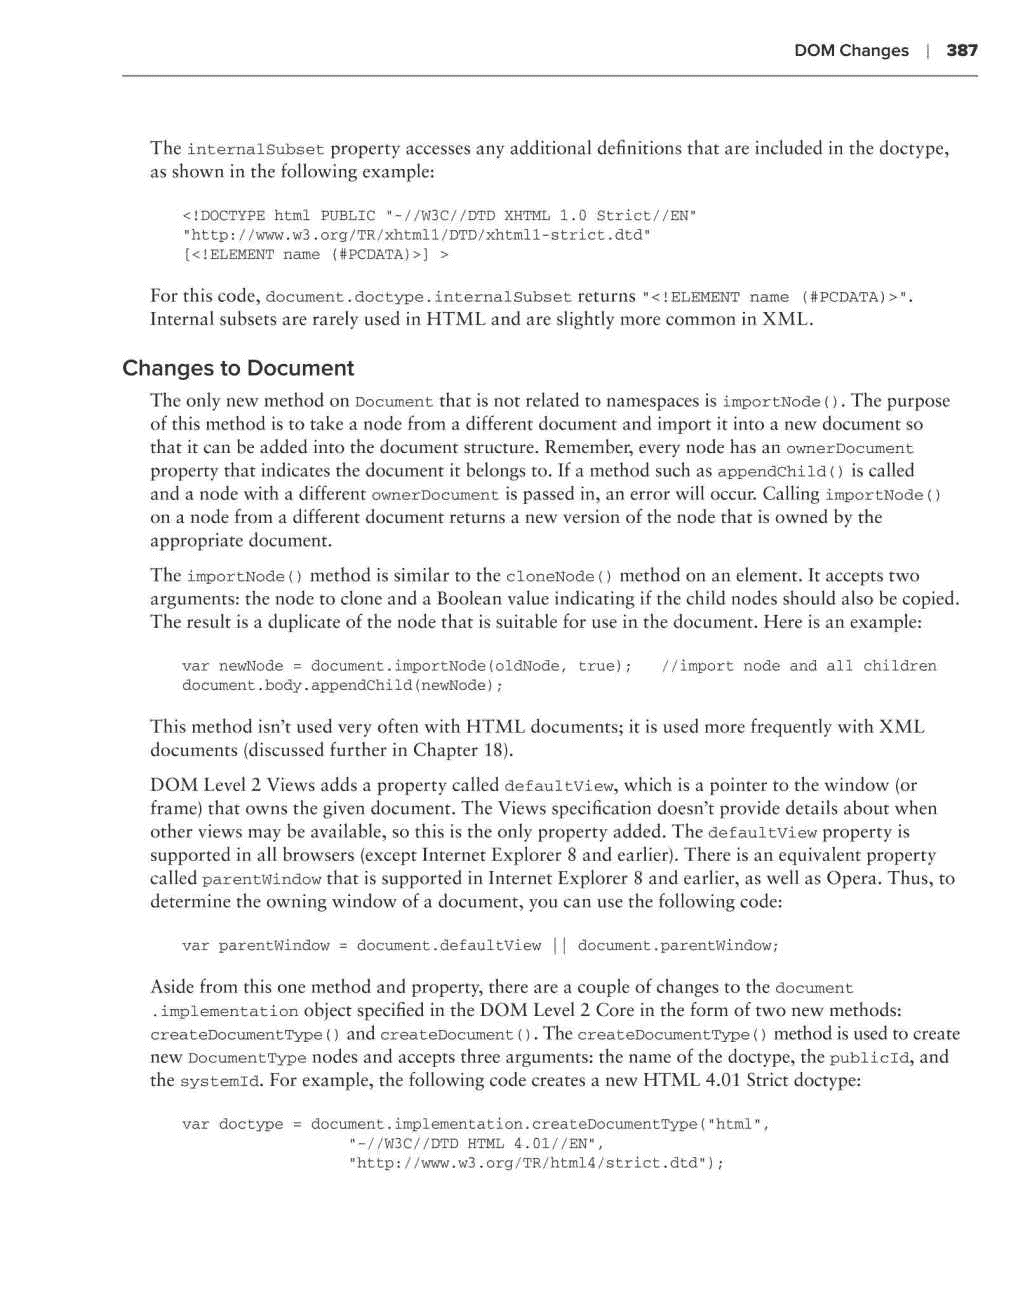 DOM Changes | 387
The internalSubset property accesses any additional definitions that are included in the doctype,
as shown in the following example:
<!DOCTYPE html PUBLIC "-//W3C//DTD XHTML 1.0 Strict//EN"
"http://www.w3.org/TR/xhtml1/DTD/xhtml1-strict.dtd"
[<!ELEMENT name (#PCDATA)>] >
For this code, document.doctype.internalSubset returns "<!ELEMENT name (#PCDATA)>".
Internal subsets are rarely used in HTML and are slightly more common in XML.
Changes to Document
The only new method on Document that is not related to namespaces is importNode(). The purpose
of this method is to take a node from a different document and import it into a new document so
that it can be added into the document structure. Remember, every node has an ownerDocument
property that indicates the document it belongs to. If a method such as appendChild() is called
and a node with a different ownerDocument is passed in, an error will occur. Calling importNode()
on a node from a different document returns a new version of the node that is owned by the
appropriate document.
The importNode() method is similar to the cloneNode() method on an element. It accepts two
arguments: the node to clone and a Boolean value indicating if the child nodes should also be copied.
The result is a duplicate of the node that is suitable for use in the document. Here is an example:
var newNode = document.importNode(oldNode, true);   //import node and all children
document.body.appendChild(newNode);
This method isn't used very often with HTML documents; it is used more frequently with XML
documents (discussed further in Chapter 18).
DOM Level 2 Views adds a property called defaultView, which is a pointer to the window (or
frame) that owns the given document. The Views specification doesn't provide details about when
other views may be available, so this is the only property added. The defaultView property is
supported in all browsers (except Internet Explorer 8 and earlier). There is an equivalent property
called parentWindow that is supported in Internet Explorer 8 and earlier, as well as Opera. Thus, to
determine the owning window of a document, you can use the following code:
var parentWindow = document.defaultView || document.parentWindow;
Aside from this one method and property, there are a couple of changes to the document
.implementation object specified in the DOM Level 2 Core in the form of two new methods:
createDocumentType() and createDocument(). The createDocumentType() method is used to create
new DocumentType nodes and accepts three arguments: the name of the doctype, the publicId, and
the systemId. For example, the following code creates a new HTML 4.01 Strict doctype:
var doctype = document.implementation.createDocumentType("html",
"-//W3C//DTD HTML 4.01//EN",
"http://www.w3.org/TR/html4/strict.dtd");